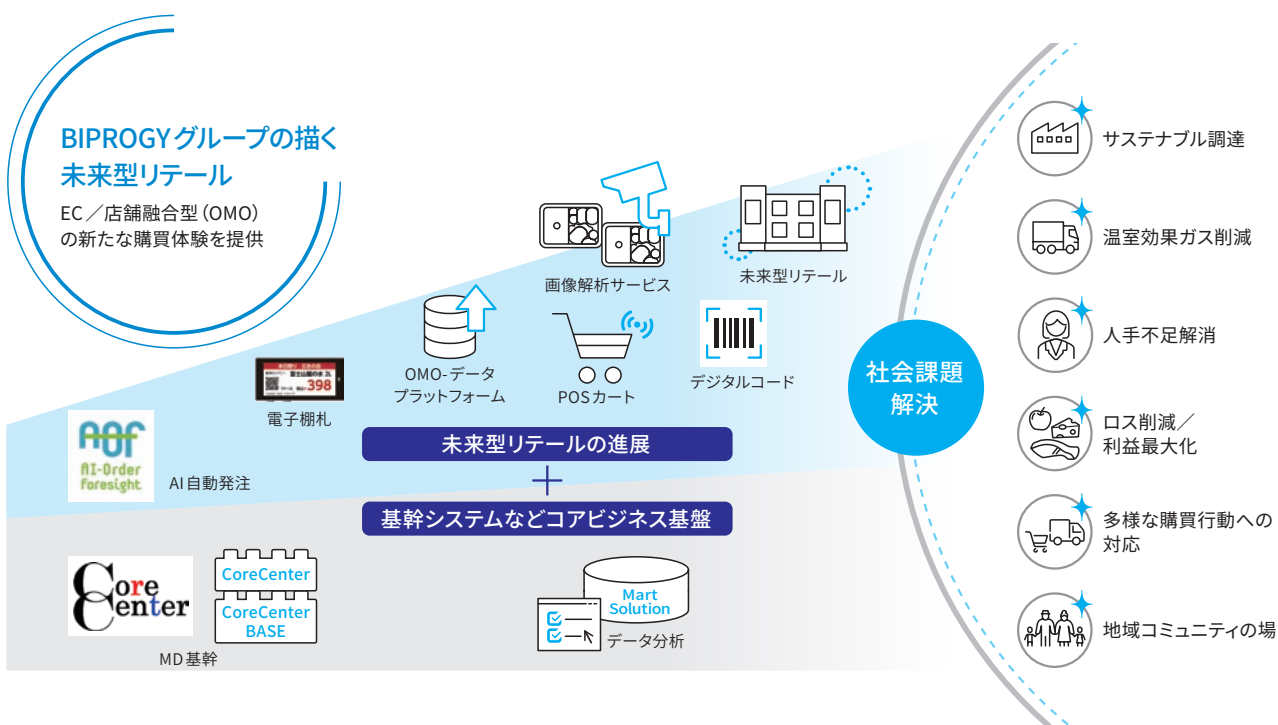 BIPROGYグループの描く
未来型リテール
EC／店舗融合型（OMO）
の新たな購買体験を提供
画像解析サービス
未来型リテール
398
電子棚札
OMO-データ
プラットフォーム
POSカート
デジタルコード
AOF
AI-Order
foresight
AI自動発注
未来型リテールの進展
+
基幹システムなどコアビジネス基盤
Core
Center
CoreCenter
CoreCenter
BASE
MD基幹
Mart
Solution
データ分析
社会課題
解決
サステナブル調達
温室効果ガス削減
人手不足解消
ロス削減／
利益最大化
多様な購買行動への
対応
地域コミュニティの場